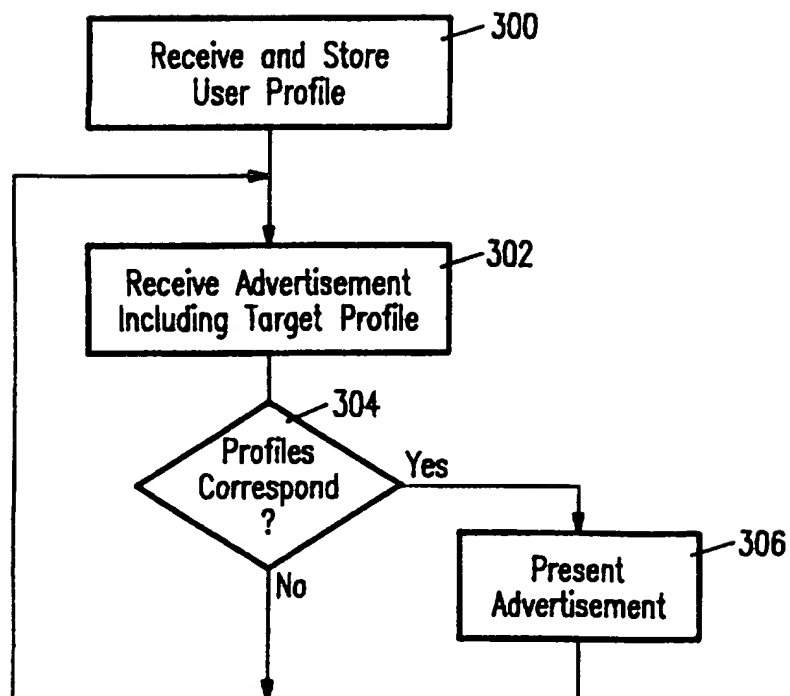 300
Receive and Store
User Profile
302
Receive Advertisement
Including Target Profile
304
Profiles
Correspond
?
Yes
No
306
Present
Advertisement